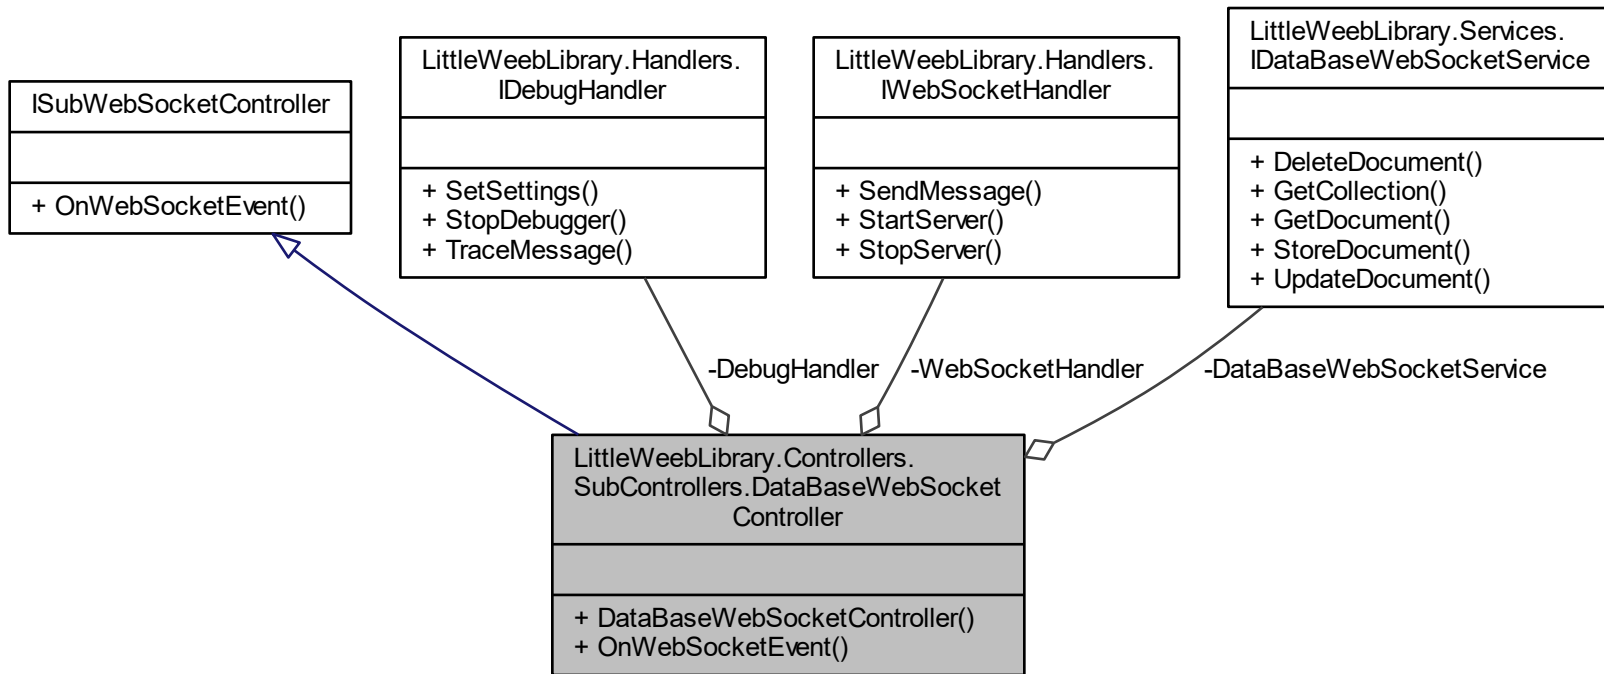 ISubWebSocketController
+ OnWebSocketEvent()
LittleWeebLibrary.Handlers.
IDebugHandler
+ SetSettings()
+ StopDebugger()
+ TraceMessage()
LittleWeebLibrary.Handlers.
IWebSocketHandler
+ SendMessage()
+ StartServer()
+ StopServer()
LittleWeebLibrary.Services.
IDataBaseWebSocketService
+ DeleteDocument()
+ GetCollection()
+ GetDocument()
+ StoreDocument()
+ UpdateDocument()
-DebugHandler
-WebSocketHandler
-DataBaseWebSocketService
LittleWeebLibrary.Controllers.
SubControllers.DataBaseWebSocket
Controller
+ DataBaseWebSocketController()
+ OnWebSocketEvent()